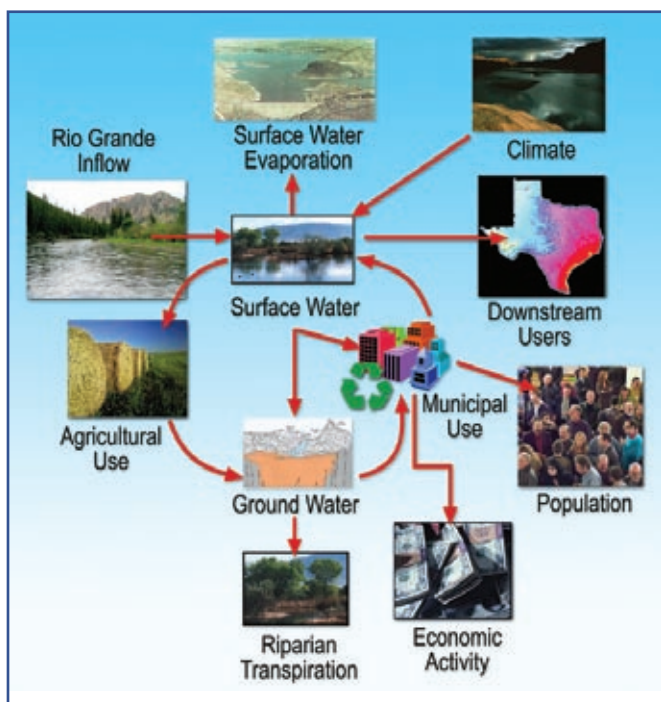 Rio Grande
Inflow
Surface Water
Evaporation
Climate
Surface Water
Downstream
Users
Agricultural
Use
Municipal
Use
Ground Water
Population
Riparian
Transpiration
Economic
Activity